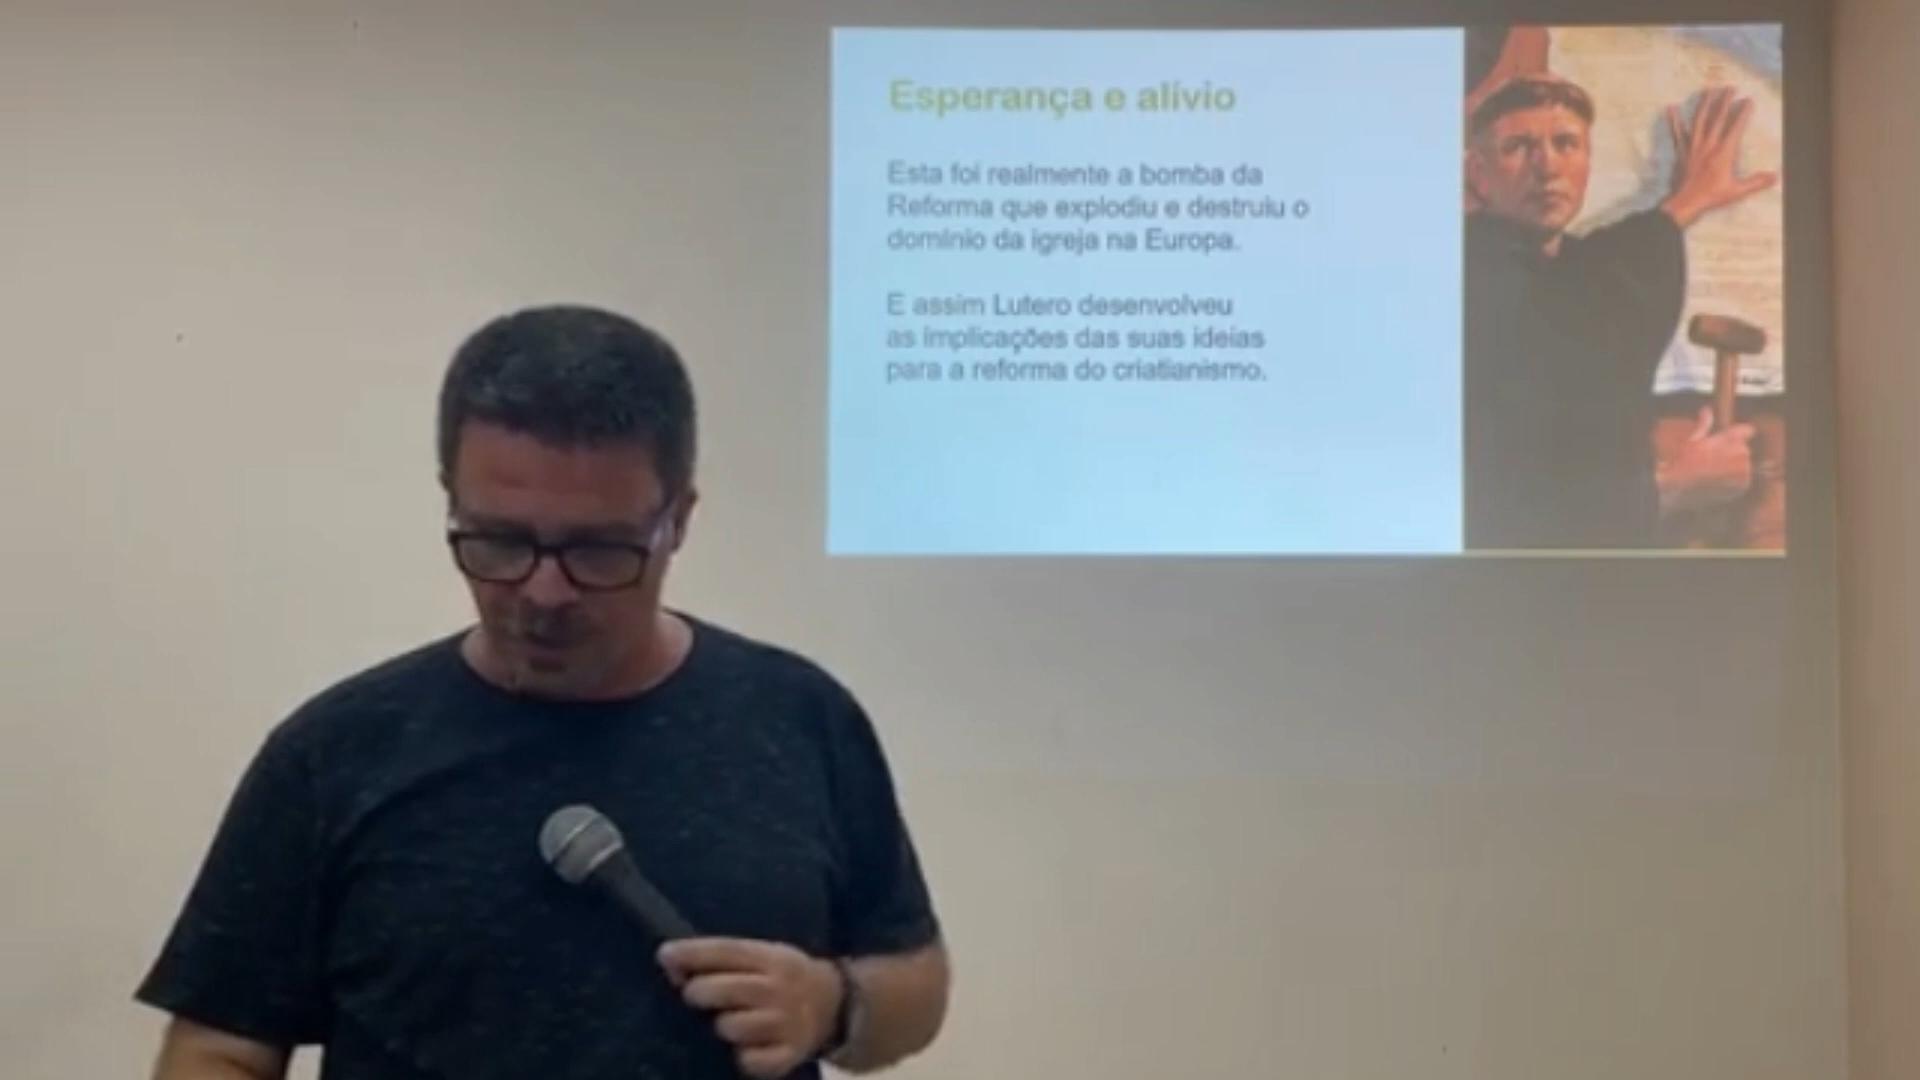 Esperança e alívio
Esta foi realmente a bomba da
Reforma que explodiu e destruiu o
domínio da igreja na Europa.
E assim Lutero desenvolveu
as implicações das suas ideias
para a reforma do criatianismo.